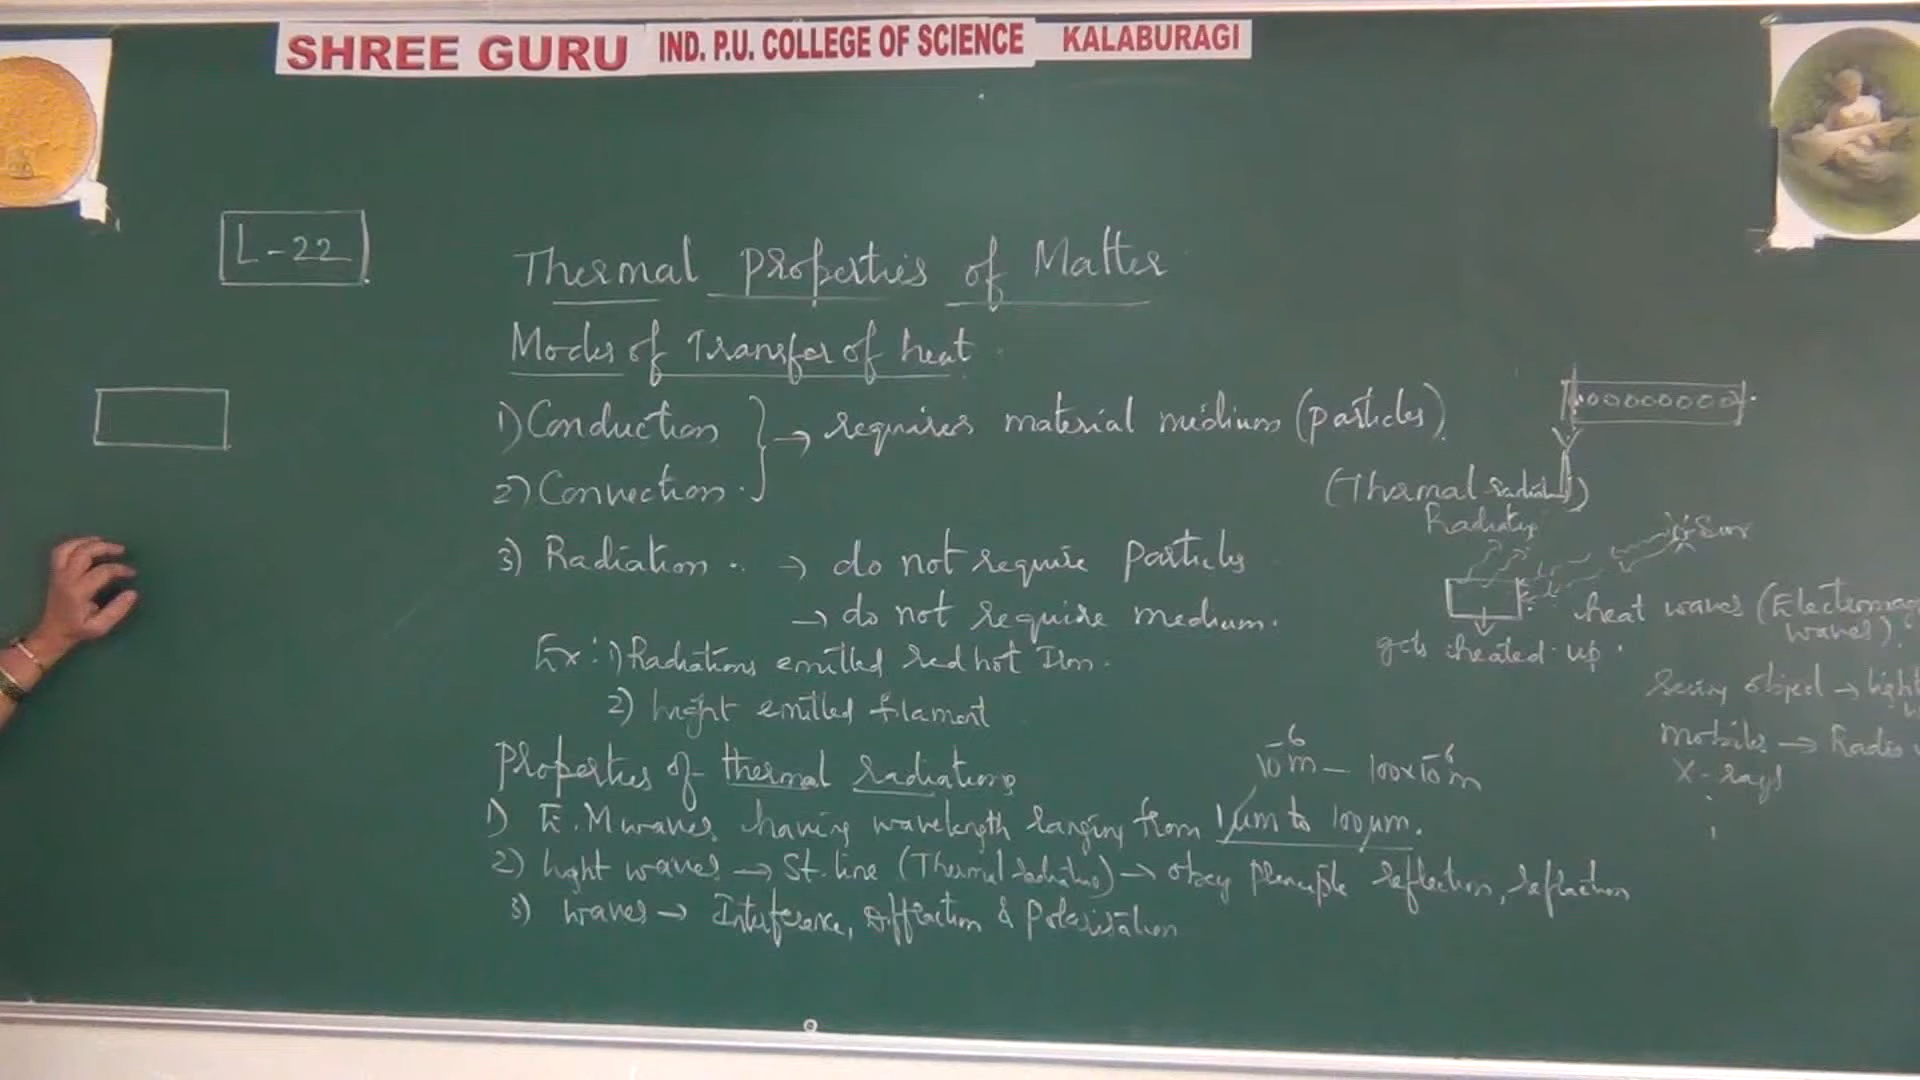 SHREE GURU IND. P.U. COLLEGE OF SCIENCE KALABURAGI
L-22
Thermal properties of Matter
Modes of Transfer of heat
1) Conduction
2) Convection
→ requires material medium (particles)
3) Radiation → do not require particles
→ do not require medium.
Ex: 1) Radiations emitted red hot Iron.
2) light emitted filament
Properties of thermal radiations
10⁻⁶m – 100×10⁻⁶m
1) E.M waves having wavelength ranging from 1μm to 100μm.
2) light waves → St. line (Thermal radiations) → obey principle reflection, refraction
3) waves → Interference, Diffraction & Polarisation
(Thermal radiations)
Radiation
Sun
heat waves (Electromag
waves)
gets heated up.
Seeing object → light
mobiles → Radio
X-rays